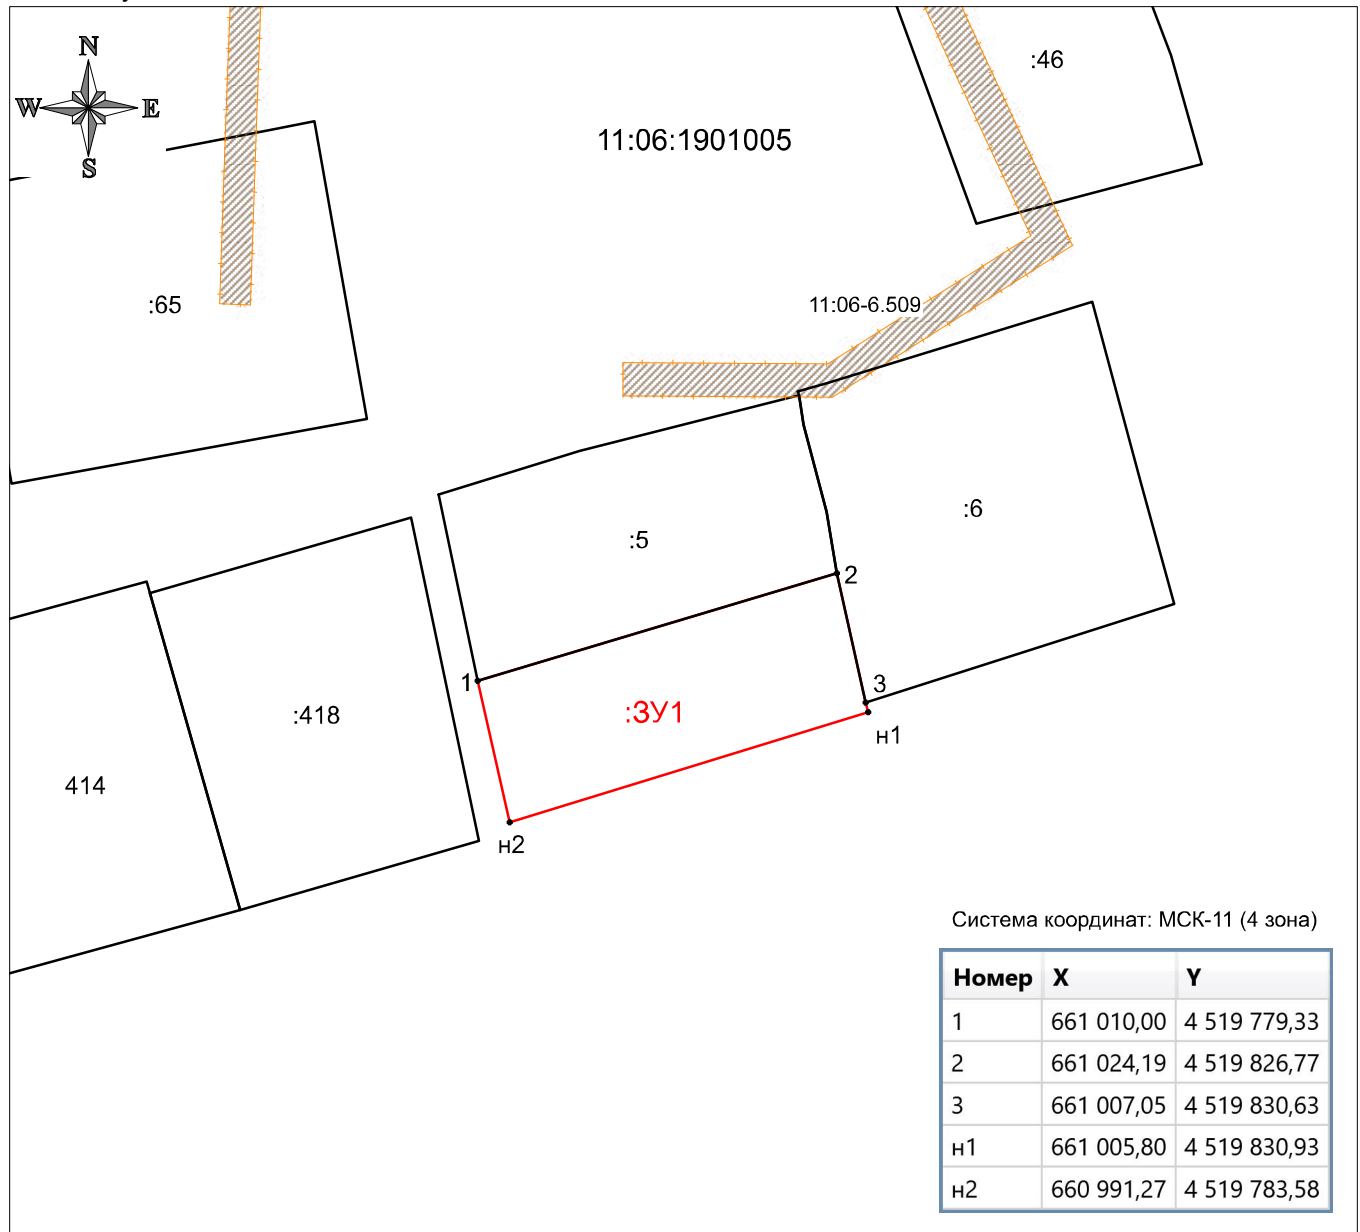 N
W E
S
:46
11:06:1901005
:65
11:06-6.509
:6
:5
2
1
3
:ЗУ1
:418
н1
414
н2
Система координат: МСК-11 (4 зона)
Номер X Y
1 661 010,00 4 519 779,33
2 661 024,19 4 519 826,77
3 661 007,05 4 519 830,63
н1 661 005,80 4 519 830,93
н2 660 991,27 4 519 783,58